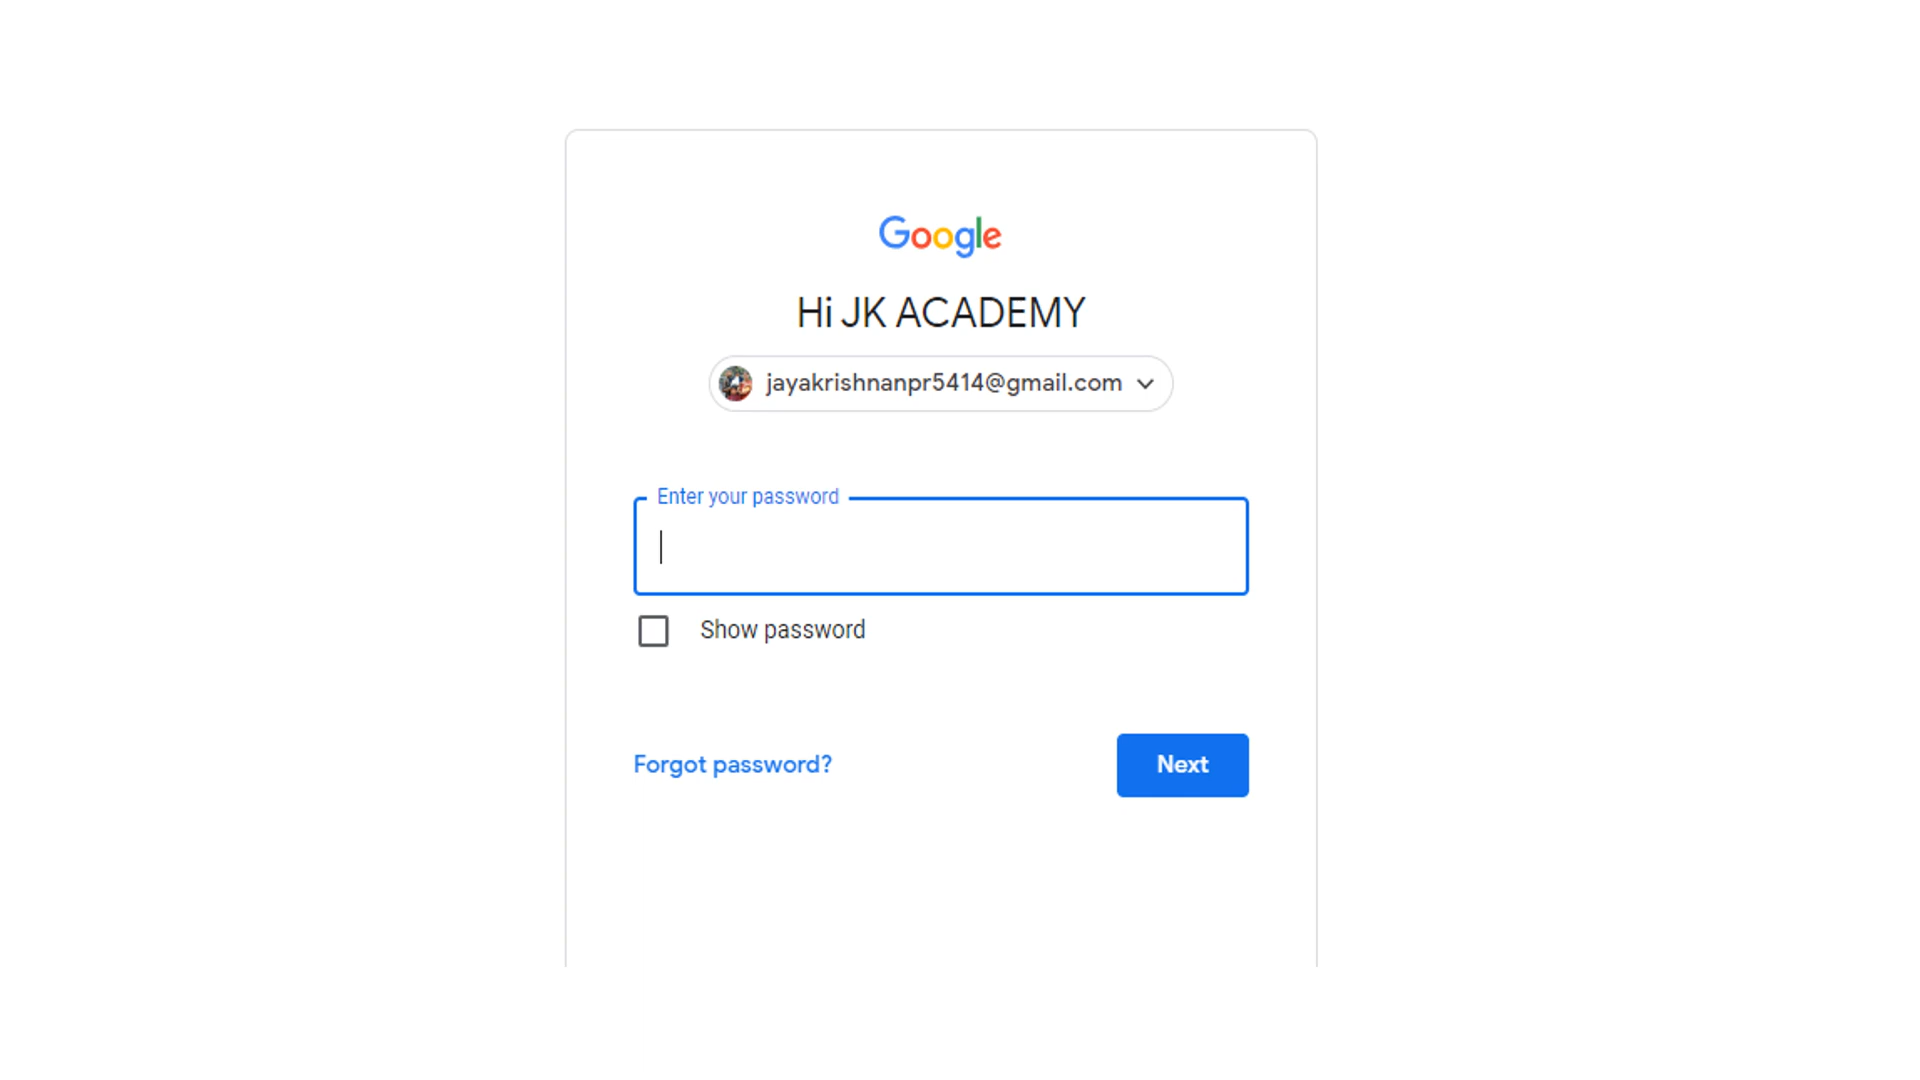 Google
Hi JK ACADEMY
jayakrishnanpr5414@gmail.com
Enter your password
Show password
Forgot password?
Next